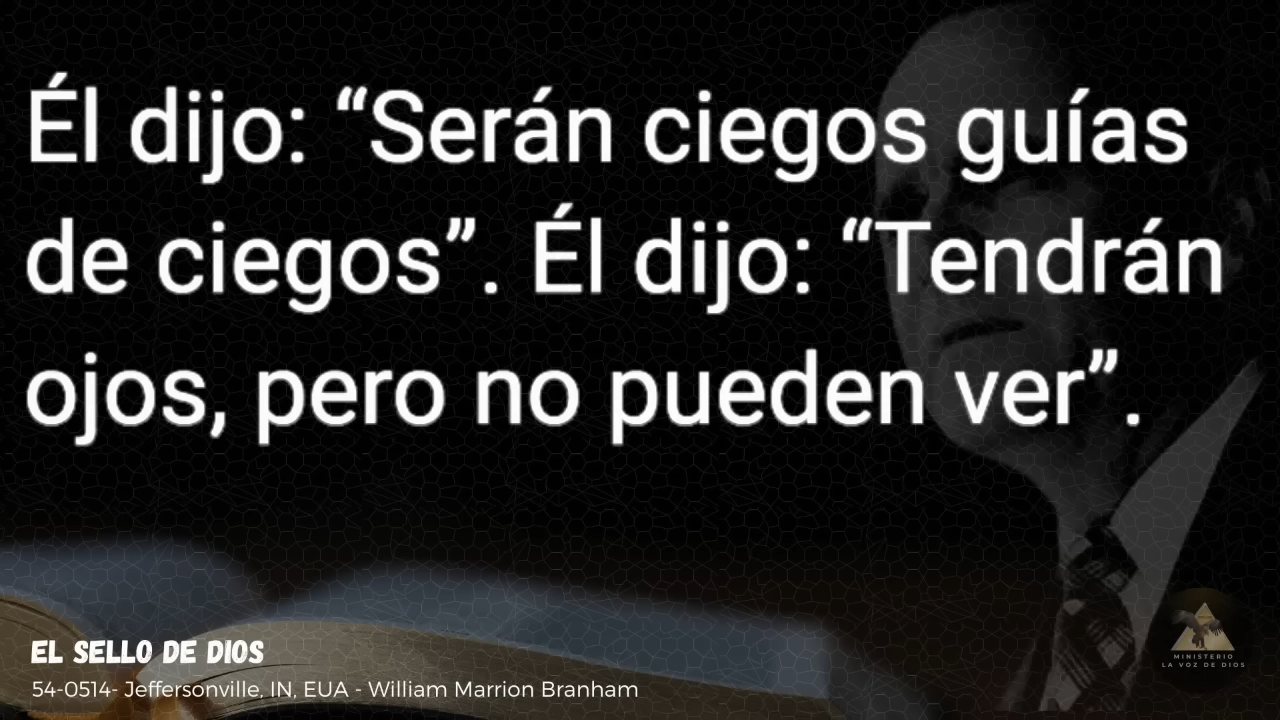 Él dijo: “Serán ciegos guías
de ciegos”. Él dijo: “Tendrán
ojos, pero no pueden ver”.
EL SELLO DE DIOS
54-0514- Jeffersonville, IN, EUA - William Marrion Branham
MINISTERIO
LA VOZ DE DIOS